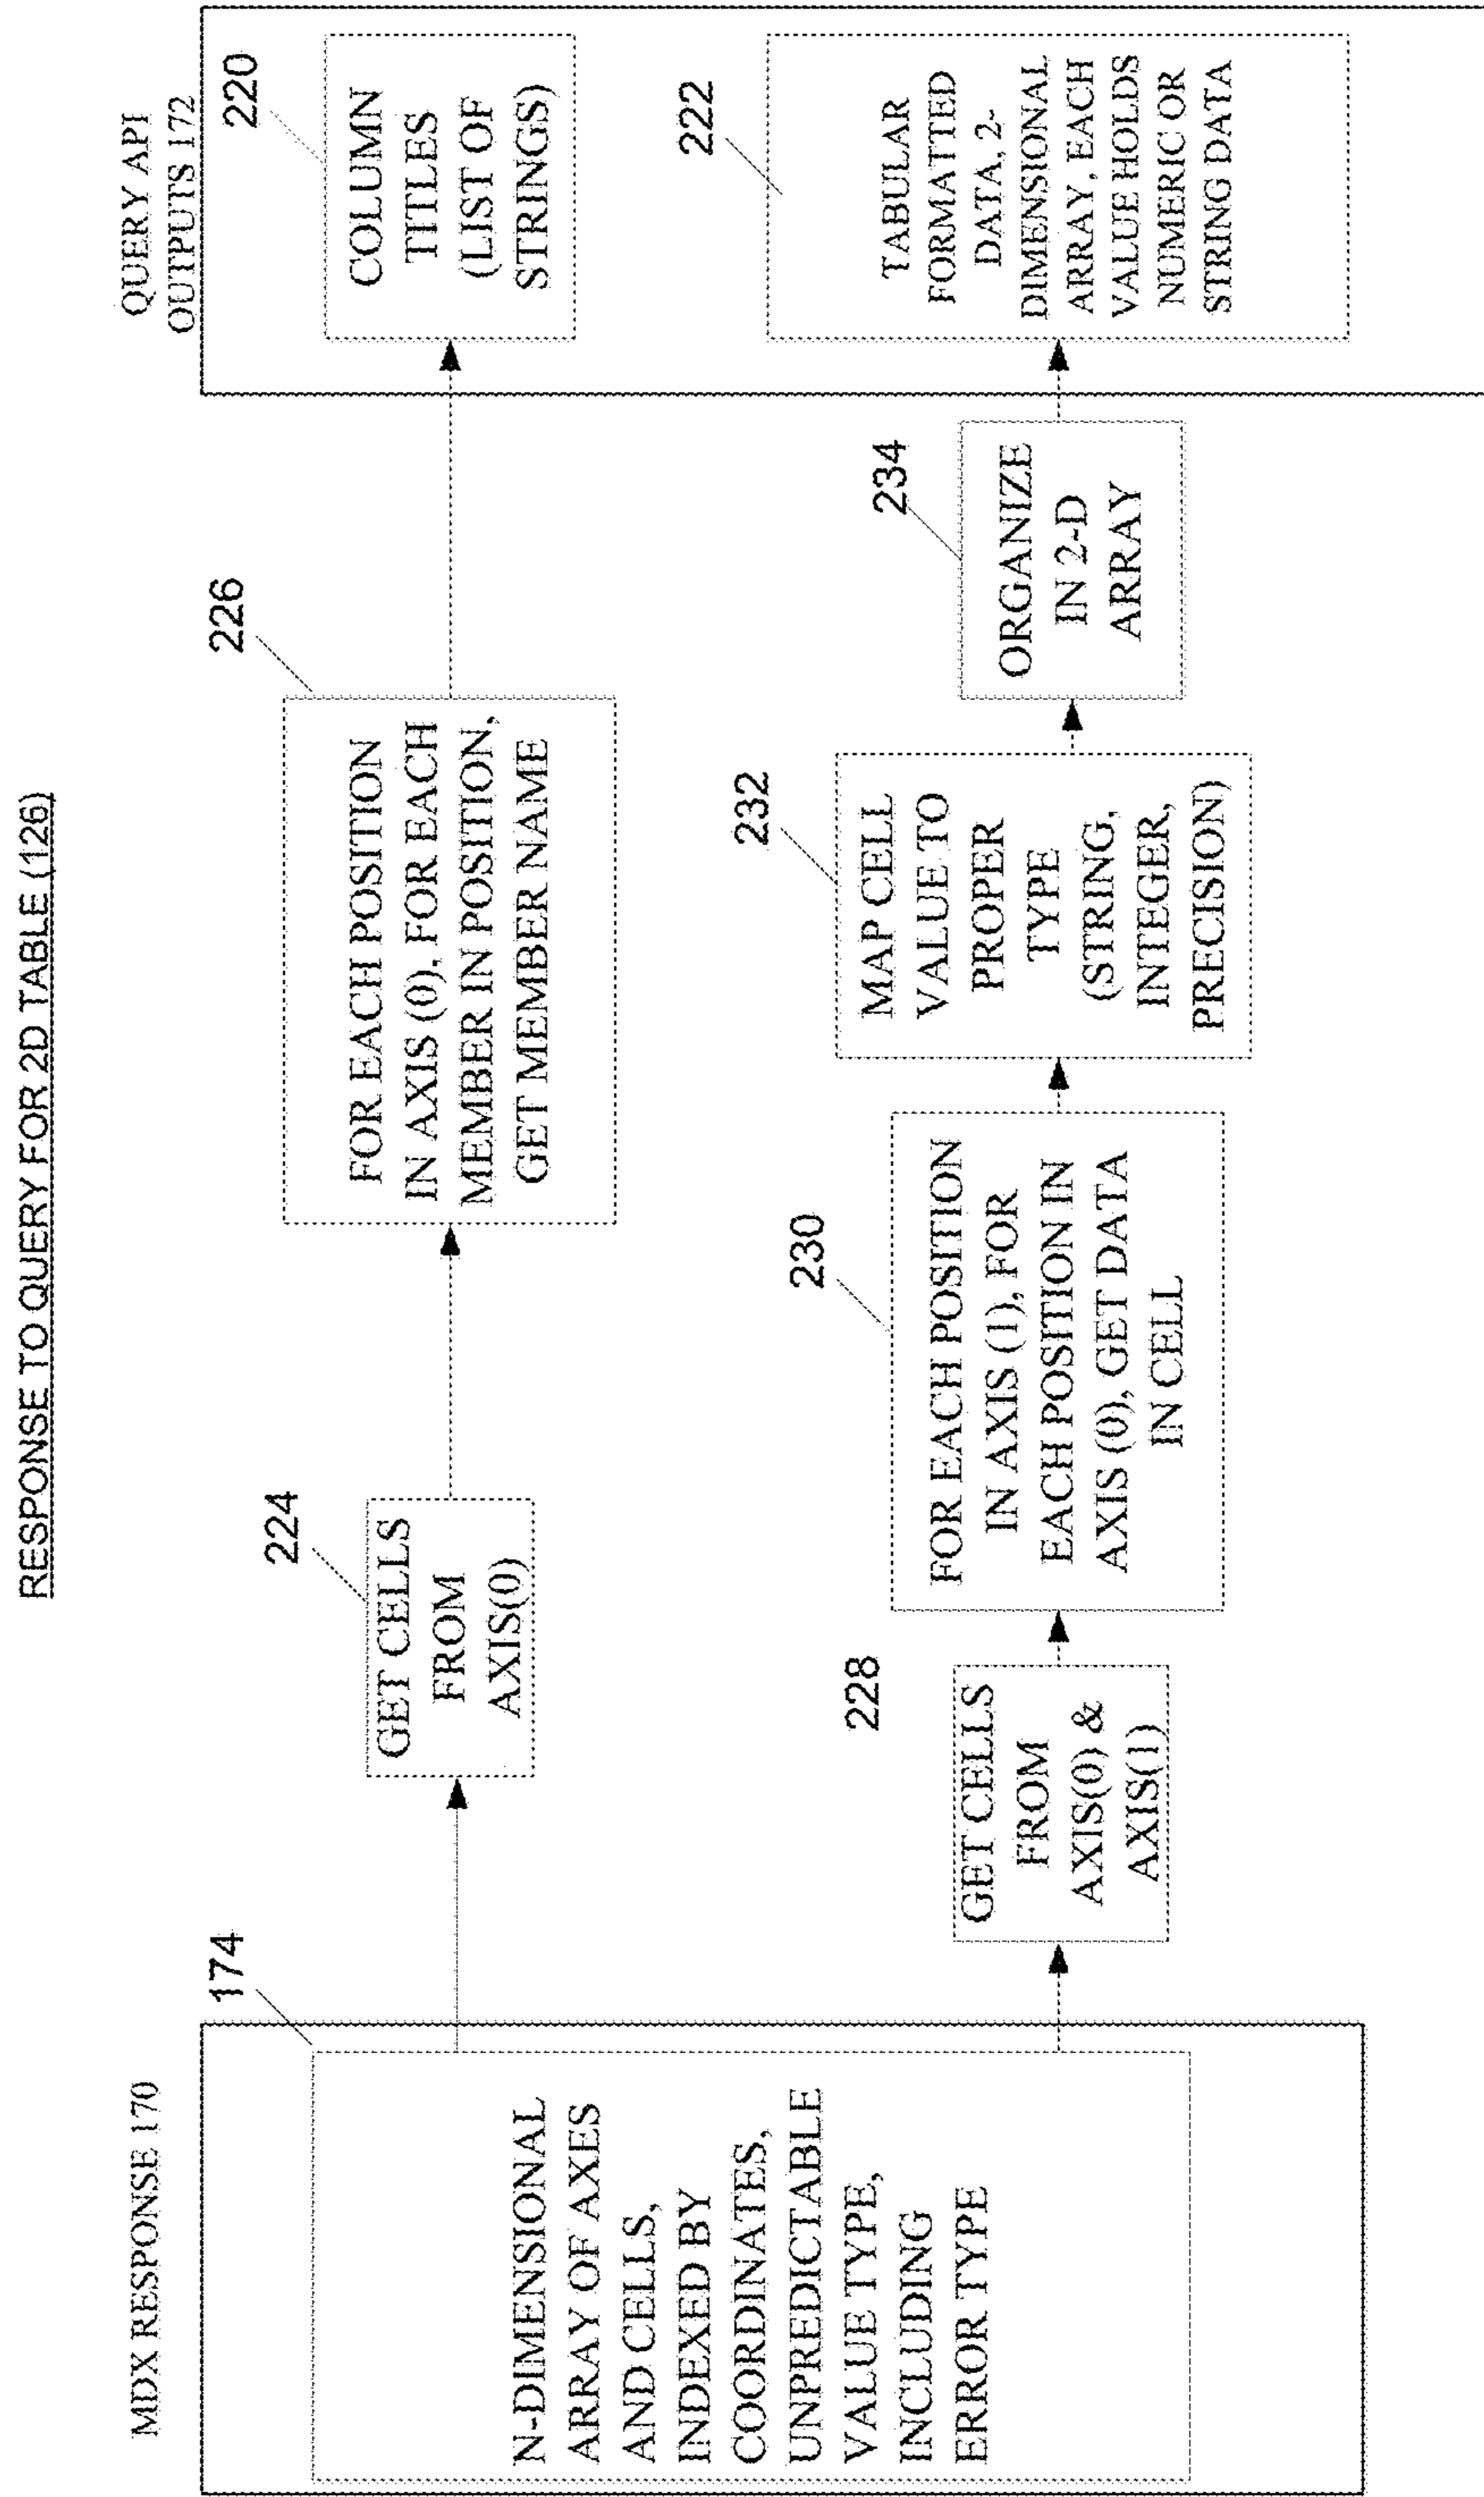 RESPONSE TO QUERY FOR 2D TABLE (126)
MDX RESPONSE 170
174
N-DIMENSIONAL
ARRAY OF AXES
AND CELLS,
INDEXED BY
COORDINATES,
UNPREDICTABLE
VALUE TYPE,
INCLUDING
ERROR TYPE
224
GET CELLS
FROM
AXIS(0)
226
FOR EACH POSITION
IN AXIS (0), FOR EACH
MEMBER IN POSITION,
GET MEMBER NAME
QUERY API
OUTPUTS 172
220
COLUMN
TITLES
(LIST OF
STRINGS)
228
GET CELLS
FROM
AXIS(0) &
AXIS(1)
230
FOR EACH POSITION
IN AXIS (1), FOR
EACH POSITION IN
AXIS (0), GET DATA
IN CELL
232
MAP CELL
VALUE TO
PROPER
TYPE
(STRING,
INTEGER,
PRECISION)
234
ORGANIZE
IN 2-D
ARRAY
222
TABULAR
FORMATTED
DATA, 2-
DIMENSIONAL
ARRAY, EACH
VALUE HOLDS
NUMERIC OR
STRING DATA